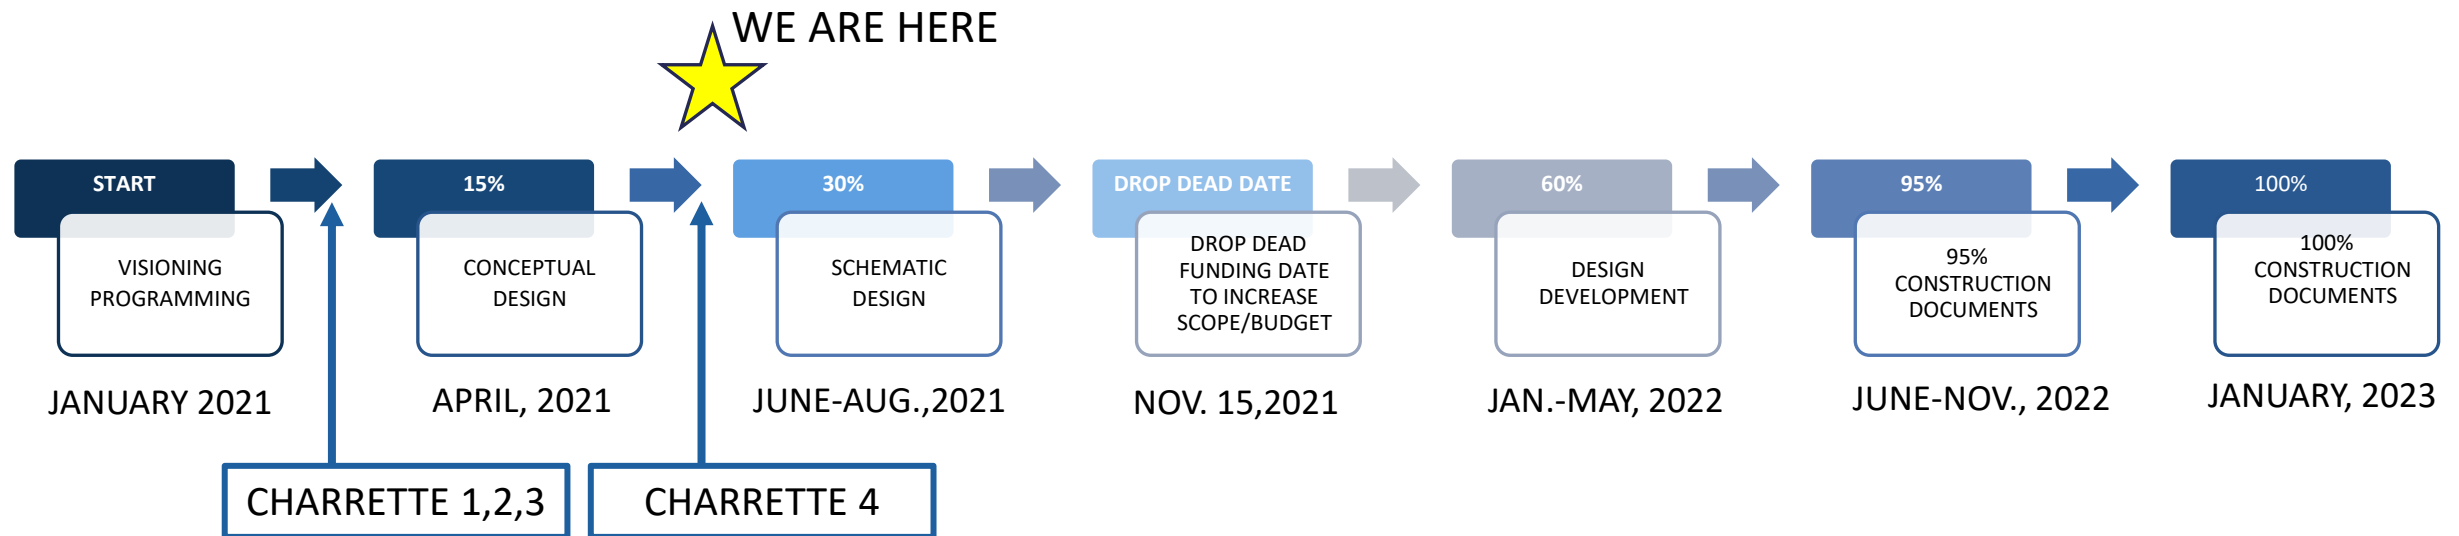 WE ARE HERE
START
VISIONING
PROGRAMMING
JANUARY 2021
15%
CONCEPTUAL
DESIGN
APRIL, 2021
30%
SCHEMATIC
DESIGN
JUNE-AUG.,2021
DROP DEAD DATE
DROP DEAD
FUNDING DATE
TO INCREASE
SCOPE/BUDGET
NOV. 15,2021
60%
DESIGN
DEVELOPMENT
JAN.-MAY, 2022
95%
95%
CONSTRUCTION
DOCUMENTS
JUNE-NOV., 2022
100%
100%
CONSTRUCTION
DOCUMENTS
JANUARY, 2023
CHARRETTE 1,2,3
CHARRETTE 4